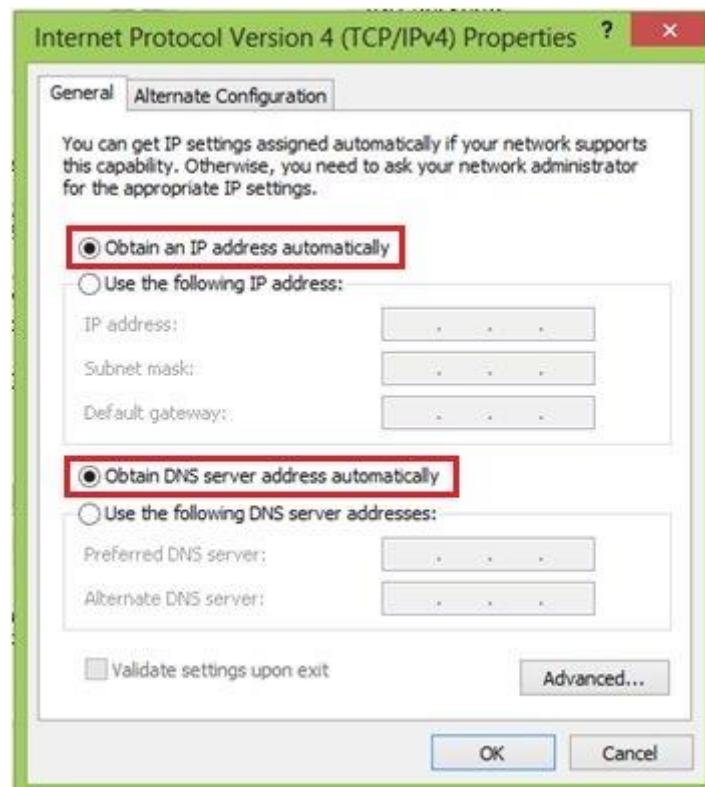 Internet Protocol Version 4 (TCP/IPv4) Properties
?
General
Alternate Configuration
You can get IP settings assigned automatically if your network supports
this capability. Otherwise, you need to ask your network administrator
for the appropriate IP settings.
Obtain an IP address automatically
Use the following IP address:
IP address:
Subnet mask:
Default gateway:
Obtain DNS server address automatically
Use the following DNS server addresses:
Preferred DNS server:
Alternate DNS server:
Validate settings upon exit
Advanced...
OK
Cancel